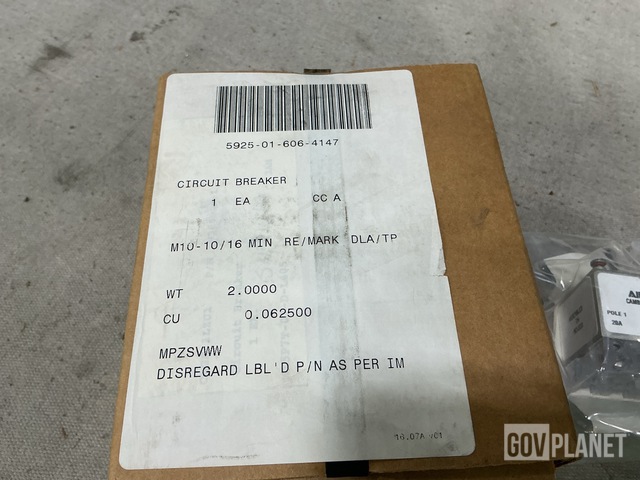 5925-01-606-4147
CIRCUIT BREAKER
1 EA CC A
M10-10/16 MIN RE/MARK DLA/TP
WT 2.0000
CU 0.062500
MPZSVWW
DISREGARD LBL'D P/N AS PER IM
16.07A v01
POLE 1
20A
GOVPLANET